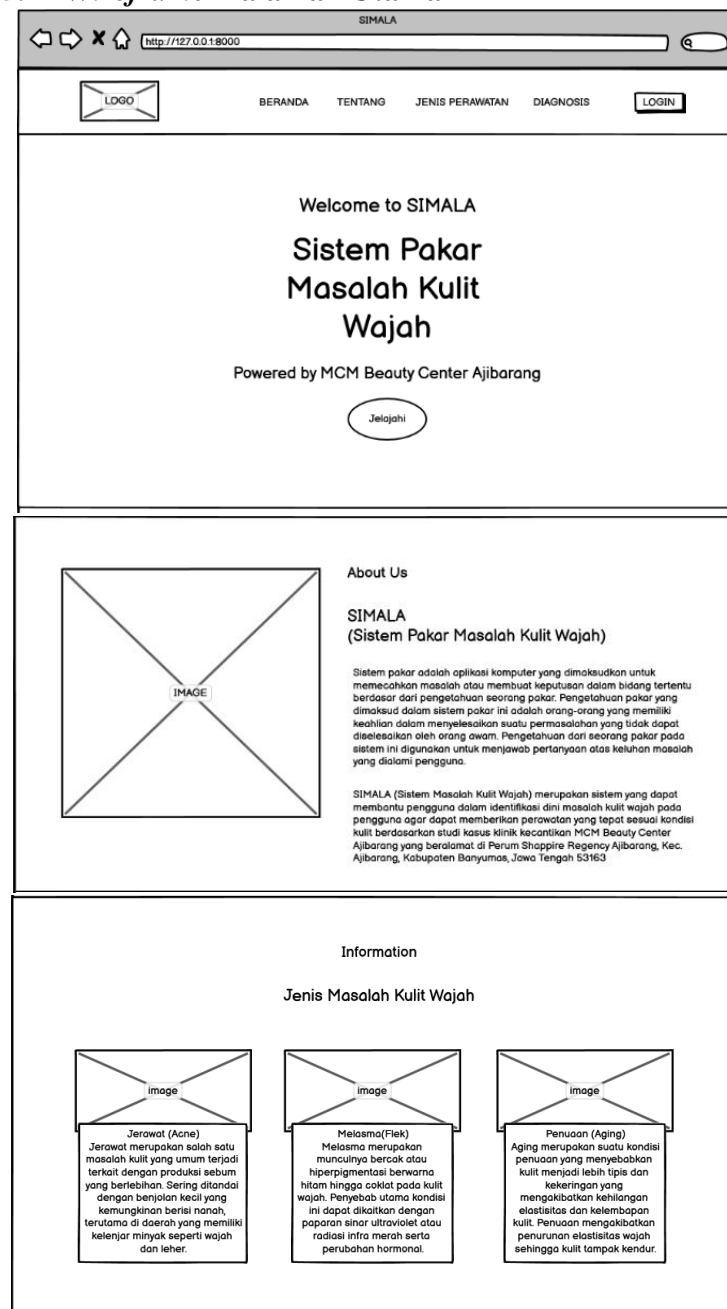 SIMALA
http://127.0.0.1:8000
LOGO
BERANDA TENTANG JENIS PERAWATAN DIAGNOSIS LOGIN
Welcome to SIMALA
Sistem Pakar
Masalah Kulit
Wajah
Powered by MCM Beauty Center Ajibarang
Jelajahi
IMAGE
About Us
SIMALA
(Sistem Pakar Masalah Kulit Wajah)
Sistem pakar adalah aplikasi komputer yang dimaksudkan untuk
memecahkan masalah atau membuat keputusan dalam bidang tertentu
berdasar dari pengetahuan seorang pakar. Pengetahuan pakar yang
dimaksud dalam sistem pakar ini adalah orang-orang yang memiliki
keahlian dalam menyelesaikan suatu permasalahan yang tidak dapat
diselesaikan oleh orang awam. Pengetahuan dari seorang pakar pada
sistem ini digunakan untuk menjawab pertanyaan atas keluhan masalah
yang dialami pengguna.
SIMALA (Sistem Masalah Kulit Wajah) merupakan sistem yang dapat
membantu pengguna dalam identifikasi dini masalah kulit wajah pada
pengguna agar dapat memberikan perawatan yang tepat sesuai kondisi
kulit berdasarkan studi kasus klinik kecantikan MCM Beauty Center
Ajibarang yang beralamat di Perum Shappire Regency Ajibarang, Kec.
Ajibarang, Kabupaten Banyumas, Jawa Tengah 53163
Information
Jenis Masalah Kulit Wajah
image
Jerawat (Acne)
Jerawat merupakan salah satu
masalah kulit yang umum terjadi
terkait dengan produksi sebum
yang berlebihan. Sering ditandai
dengan benjolan kecil yang
kemungkinan berisi nanah,
terutama di daerah yang memiliki
kelenjar minyak seperti wajah
dan leher.
image
Melasma(Flek)
Melasma merupakan
munculnya bercak atau
hiperpigmentasi berwarna
hitam hingga coklat pada kulit
wajah. Penyebab utama kondisi
ini dapat dikaitkan dengan
paparan sinar ultraviolet atau
radiasi infra merah serta
perubahan hormonal.
image
Penuaan (Aging)
Aging merupakan suatu kondisi
penuaan yang menyebabkan
kulit menjadi lebih tipis dan
kekeringan yang
mengakibatkan kehilangan
elastisitas dan kelembapan
kulit. Penuaan mengakibatkan
penurunan elastisitas wajah
sehingga kulit tampak kendur.